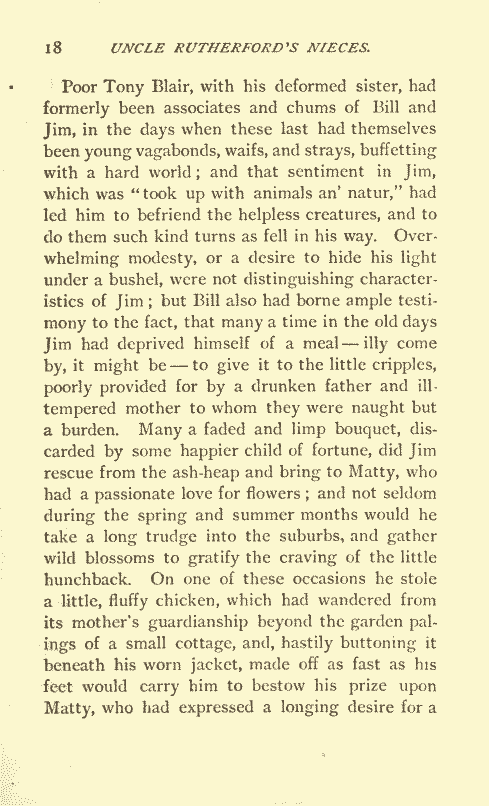 18 UNCLE RUTHERFORD'S NIECES.
Poor Tony Blair, with his deformed sister, had
formerly been associates and chums of Bill and
Jim, in the days when these last had themselves
been young vagabonds, waifs, and strays, buffetting
with a hard world; and that sentiment in Jim,
which was "took up with animals an' natur," had
led him to befriend the helpless creatures, and to
do them such kind turns as fell in his way. Over-
whelming modesty, or a desire to hide his light
under a bushel, were not distinguishing character-
istics of Jim; but Bill also had borne ample testi-
mony to the fact, that many a time in the old days
Jim had deprived himself of a meal — illy come
by, it might be — to give it to the little cripples,
poorly provided for by a drunken father and ill-
tempered mother to whom they were naught but
a burden. Many a faded and limp bouquet, dis-
carded by some happier child of fortune, did Jim
rescue from the ash-heap and bring to Matty, who
had a passionate love for flowers; and not seldom
during the spring and summer months would he
take a long trudge into the suburbs, and gather
wild blossoms to gratify the craving of the little
hunchback. On one of these occasions he stole
a little, fluffy chicken, which had wandered from
its mother's guardianship beyond the garden pal-
ings of a small cottage, and, hastily buttoning it
beneath his worn jacket, made off as fast as his
feet would carry him to bestow his prize upon
Matty, who had expressed a longing desire for a